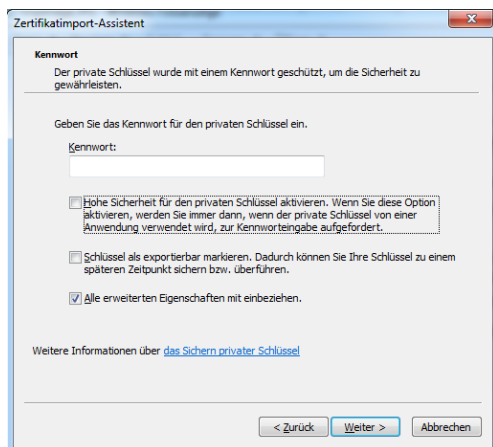 Zertifikatimport-Assistent
Kennwort
Der private Schlüssel wurde mit einem Kennwort geschützt, um die Sicherheit zu
gewährleisten.
Geben Sie das Kennwort für den privaten Schlüssel ein.
Kennwort:
Hohe Sicherheit für den privaten Schlüssel aktivieren. Wenn Sie diese Option
aktivieren, werden Sie immer dann, wenn der private Schlüssel von einer
Anwendung verwendet wird, zur Kennworteingabe aufgefordert.
Schlüssel als exportierbar markieren. Dadurch können Sie Ihre Schlüssel zu einem
späteren Zeitpunkt sichern bzw. überführen.
Alle erweiterten Eigenschaften mit einbeziehen.
Weitere Informationen über das Sichern privater Schlüssel
< Zurück Weiter > Abbrechen